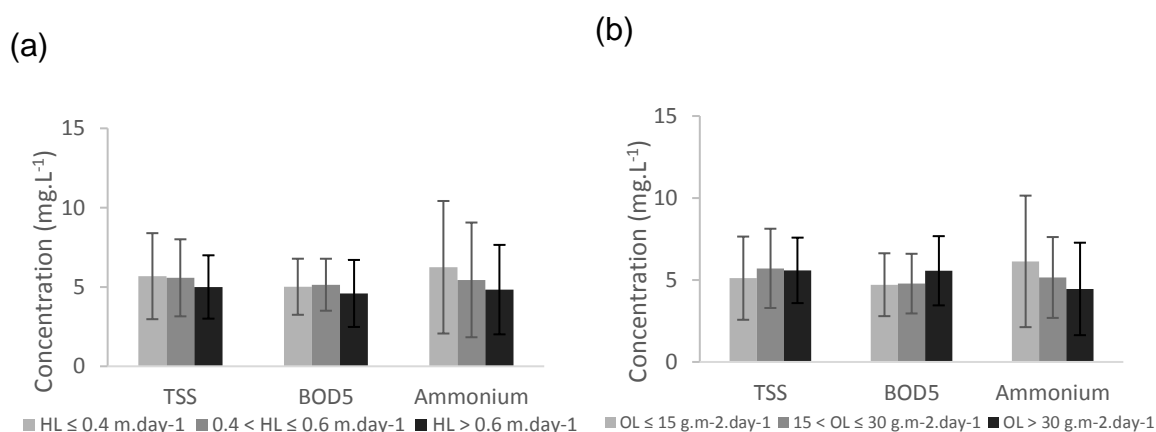 (a)
15
10
5
0
Concentration (mg.L-1)
TSS BOD5 Ammonium
HL ≤ 0.4 m.day-1 0.4 < HL ≤ 0.6 m.day-1 HL > 0.6 m.day-1
(b)
15
10
5
0
Concentration (mg.L-1)
TSS BOD5 Ammonium
OL ≤ 15 g.m-2.day-1 15 < OL ≤ 30 g.m-2.day-1 OL > 30 g.m-2.day-1